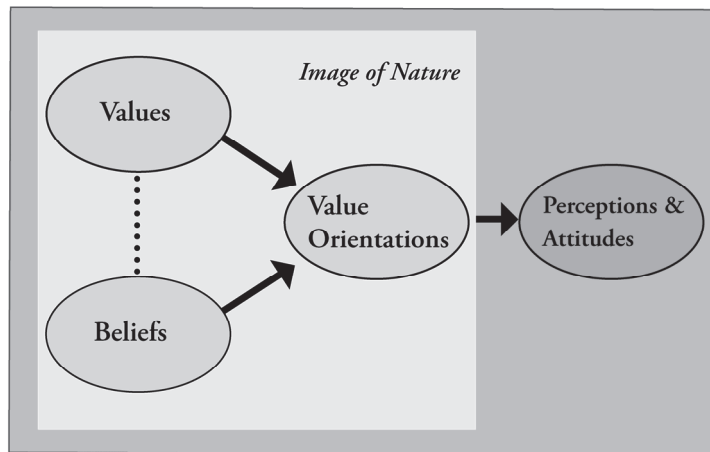 Image of Nature
Values
Value
Orientations
Perceptions &
Attitudes
Beliefs